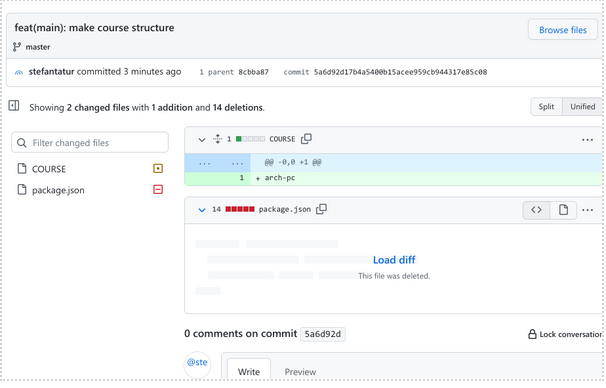 feat(main): make course structure
Browse files
master
stefantatur committed 3 minutes ago 1 parent 8cbba87 commit 5a6d92d17b4a5400b15acee959cb944317e85c08
Showing 2 changed files with 1 addition and 14 deletions.
Split Unified
Filter changed files
COURSE
package.json
1 COURSE
... ... @@ -0,0 +1 @@
1 + arch-pc
14 package.json
Load diff
This file was deleted.
0 comments on commit 5a6d92d
Lock conversation
@ste
Write Preview